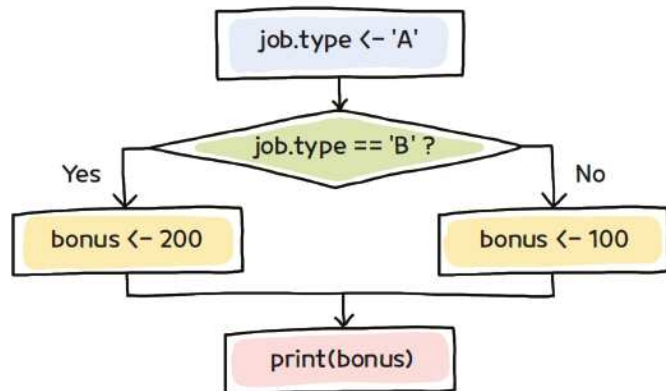 job.type <- 'A'
job.type == 'B' ?
Yes
No
bonus <- 200
bonus <- 100
print(bonus)